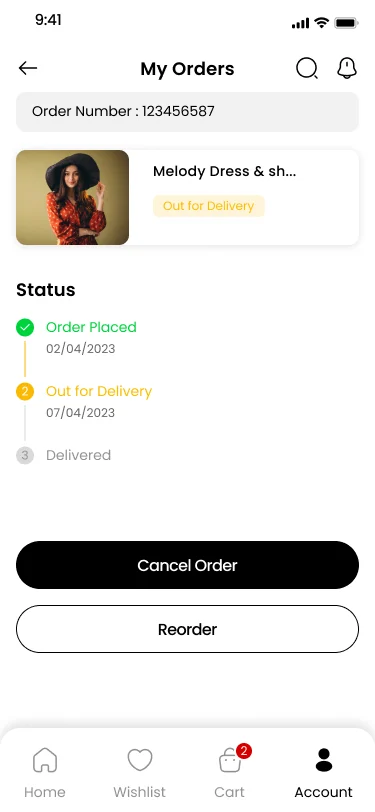 9:41
My Orders
Order Number : 123456587
Melody Dress & sh...
Out for Delivery
Status
Order Placed
02/04/2023
2
Out for Delivery
07/04/2023
3
Delivered
Cancel Order
Reorder
2
Home
Wishlist
Cart
Account